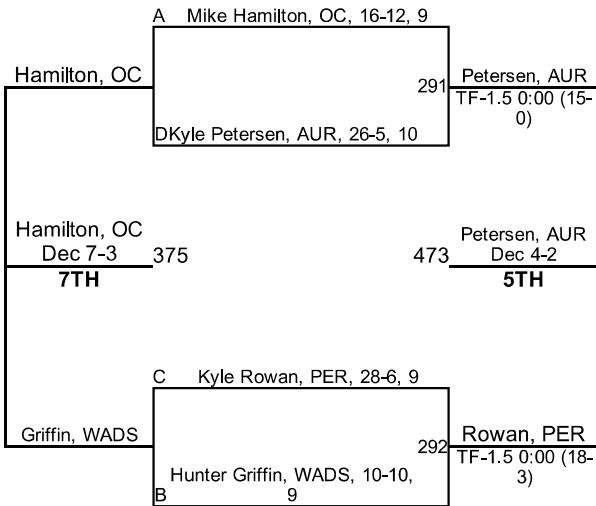 A Mike Hamilton, OC, 16-12, 9
Hamilton, OC
291
Petersen, AUR
TF-1.5 0:00 (15-
0)
DKyle Petersen, AUR, 26-5, 10
Hamilton, OC
Dec 7-3
375
7TH
473
Petersen, AUR
Dec 4-2
5TH
C Kyle Rowan, PER, 28-6, 9
Griffin, WADS
292
Rowan, PER
TF-1.5 0:00 (18-
3)
Hunter Griffin, WADS, 10-10,
B 9